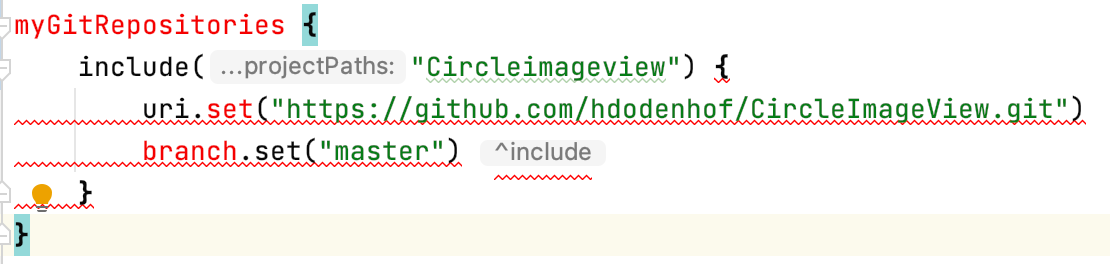 myGitRepositories {
include( ...projectPaths: "Circleimageview") {
uri.set("https://github.com/hdodenhof/CircleImageView.git")
branch.set("master") ^include
}
}